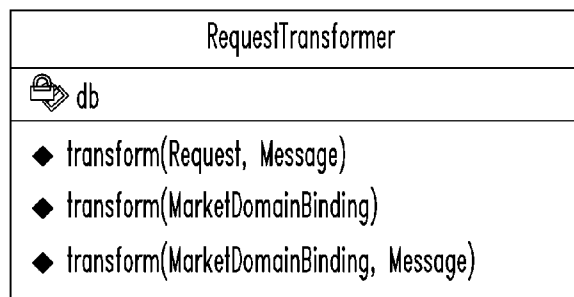 RequestTransformer
db
transform(Request, Message)
transform(MarketDomainBinding)
transform(MarketDomainBinding, Message)